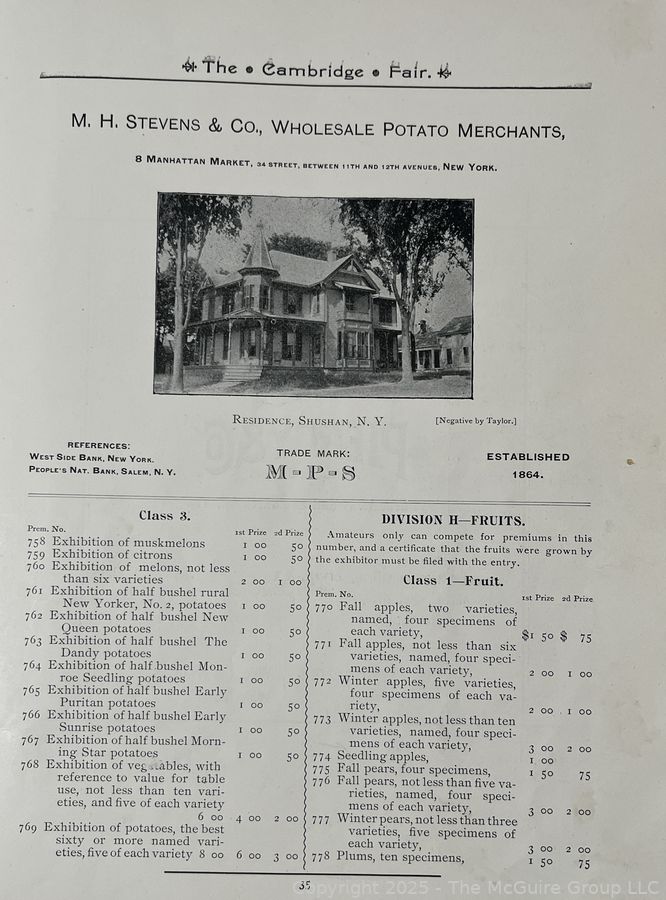 The • Cambridge • Fair.
M. H. STEVENS & CO., WHOLESALE POTATO MERCHANTS,
8 MANHATTAN MARKET, 34 STREET, BETWEEN 11TH AND 12TH AVENUES, NEW YORK.
RESIDENCE, SHUSHAN, N. Y. [Negative by Taylor.]
REFERENCES:
WEST SIDE BANK, NEW YORK.
PEOPLE'S NAT. BANK, SALEM, N. Y.
TRADE MARK:
M-P-S
ESTABLISHED
1864.
Class 3.
Prem. No. 1st Prize 2d Prize
758 Exhibition of muskmelons 1 00 50
759 Exhibition of citrons 1 00 50
760 Exhibition of melons, not less
than six varieties 2 00 1 00
761 Exhibition of half bushel rural
New Yorker, No. 2, potatoes 1 00 50
762 Exhibition of half bushel New
Queen potatoes 1 00 50
763 Exhibition of half bushel The
Dandy potatoes 1 00 50
764 Exhibition of half bushel Mon-
roe Seedling potatoes 1 00 50
765 Exhibition of half bushel Early
Puritan potatoes 1 00 50
766 Exhibition of half bushel Early
Sunrise potatoes 1 00 50
767 Exhibition of half bushel Morn-
ing Star potatoes 1 00 50
768 Exhibition of vegetables, with
reference to value for table
use, not less than ten vari-
eties, and five of each variety
6 00 4 00 2 00
769 Exhibition of potatoes, the best
sixty or more named vari-
eties, five of each variety 8 00 6 00 3 00
DIVISION H—FRUITS.
Amateurs only can compete for premiums in this
number, and a certificate that the fruits were grown by
the exhibitor must be filed with the entry.
Class 1—Fruit.
Prem. No. 1st Prize 2d Prize
770 Fall apples, two varieties,
named, four specimens of
each variety, $1 50 $ 75
771 Fall apples, not less than six
varieties, named, four speci-
mens of each variety, 2 00 1 00
772 Winter apples, five varieties,
four specimens of each va-
riety, 2 00 1 00
773 Winter apples, not less than ten
varieties, named, four speci-
mens of each variety, 3 00 2 00
774 Seedling apples, 1 00
775 Fall pears, four specimens, 1 50 75
776 Fall pears, not less than five va-
rieties, named, four speci-
mens of each variety, 3 00 2 00
777 Winter pears, not less than three
varieties, five specimens of
each variety, 3 00 2 00
778 Plums, ten specimens, 1 50 75
Copyright 2025 - The McGuire Group LLC